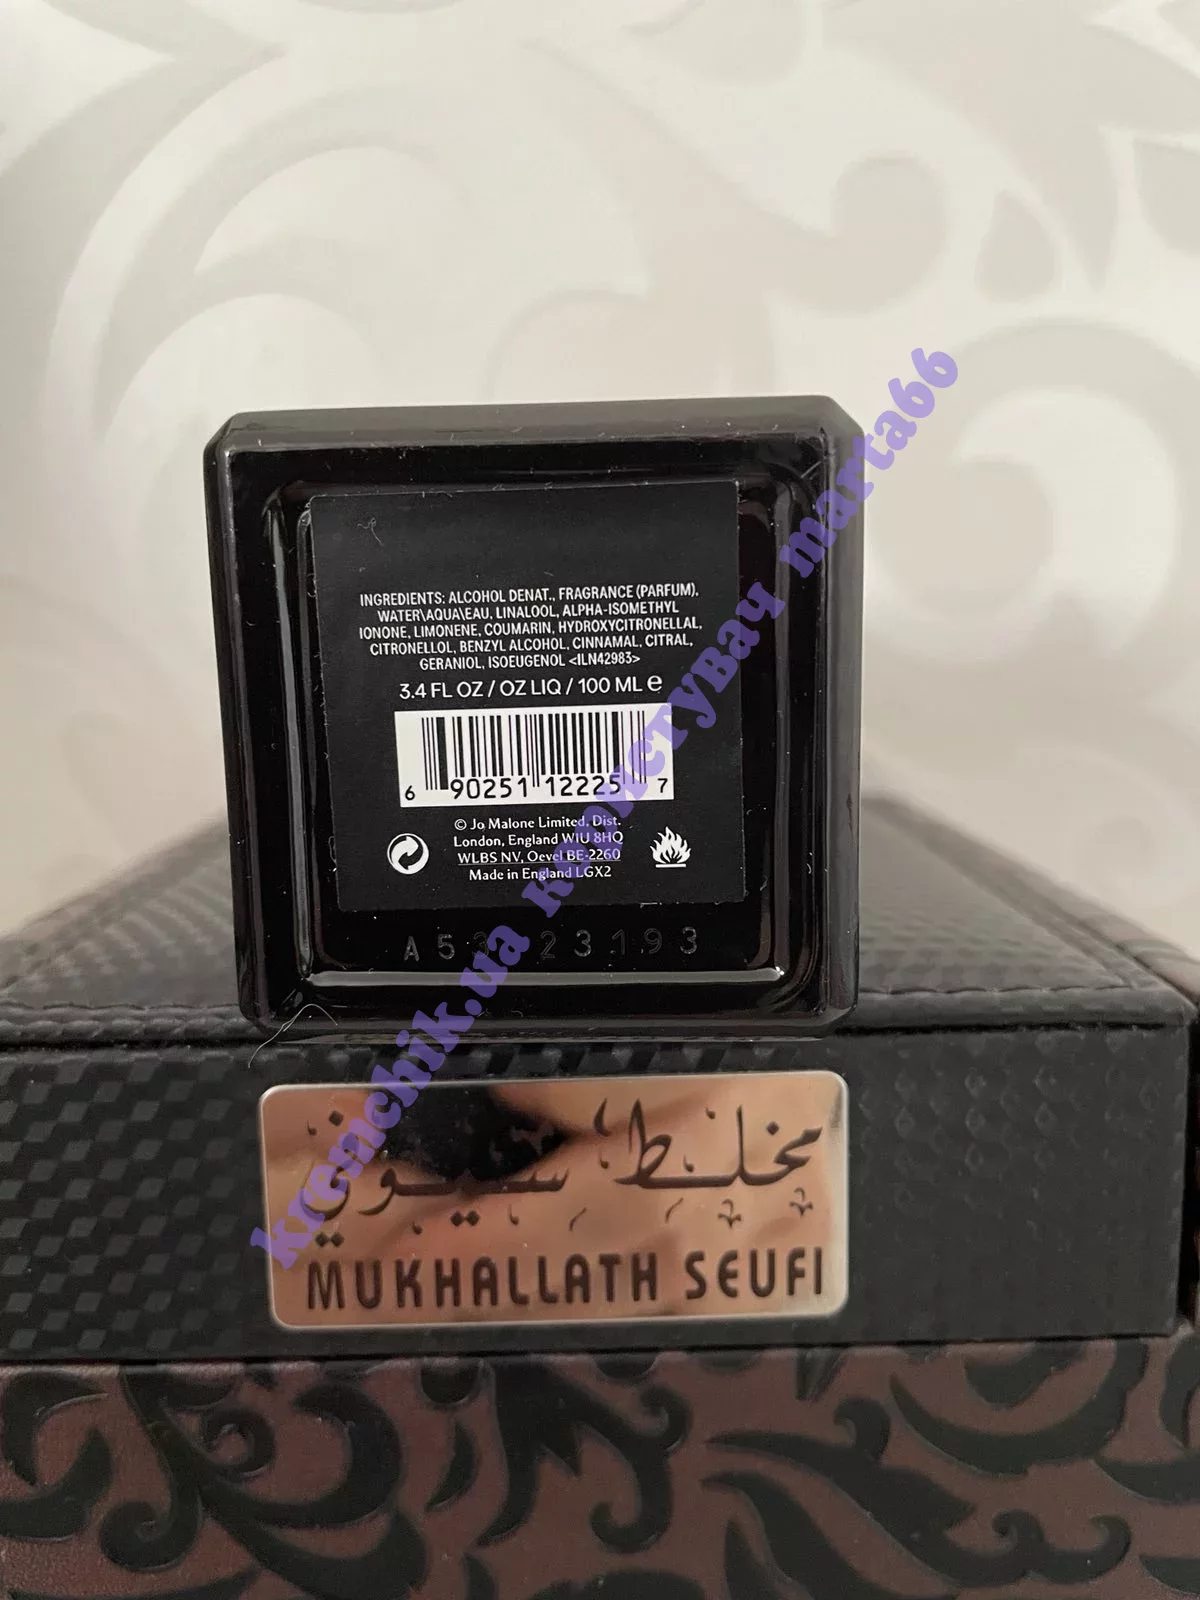 INGREDIENTS: ALCOHOL DENAT., FRAGRANCE (PARFUM),
WATER\AQUA\EAU, LINALOOL, ALPHA-ISOMETHYL
IONONE, LIMONENE, COUMARIN, HYDROXYCITRONELLAL,
CITRONELLOL, BENZYL ALCOHOL, CINNAMAL, CITRAL,
GERANIOL, ISOEUGENOL <ILN42983>
3.4 FL OZ / OZ LIQ / 100 ML e
6 90251 12225 7
© Jo Malone Limited, Dist.
London, England W1U 8HQ
WLBS NV, Oevel BE-2260
Made in England LGX2
23193
kremchik.ua користувач marta66
مخلط سيوفي
MUKHALLATH SEUFI